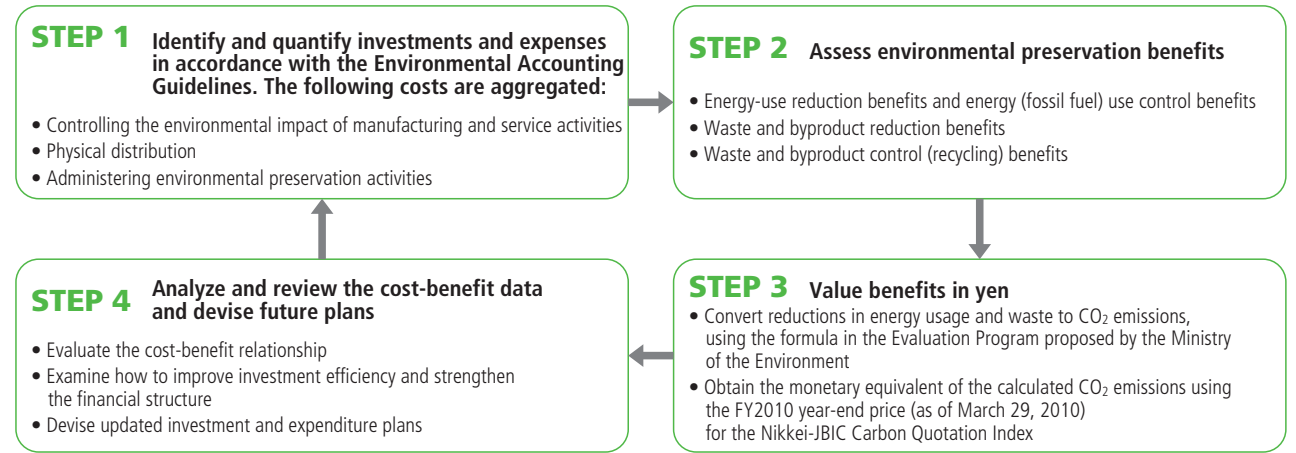 STEP 1 Identify and quantify investments and expenses
in accordance with the Environmental Accounting
Guidelines. The following costs are aggregated:
• Controlling the environmental impact of manufacturing and service activities
• Physical distribution
• Administering environmental preservation activities
STEP 2 Assess environmental preservation benefits
• Energy-use reduction benefits and energy (fossil fuel) use control benefits
• Waste and byproduct reduction benefits
• Waste and byproduct control (recycling) benefits
STEP 3 Value benefits in yen
• Convert reductions in energy usage and waste to CO₂ emissions,
using the formula in the Evaluation Program proposed by the Ministry
of the Environment
• Obtain the monetary equivalent of the calculated CO₂ emissions using
the FY2010 year-end price (as of March 29, 2010)
for the Nikkei-JBIC Carbon Quotation Index
STEP 4 Analyze and review the cost-benefit data
and devise future plans
• Evaluate the cost-benefit relationship
• Examine how to improve investment efficiency and strengthen
the financial structure
• Devise updated investment and expenditure plans